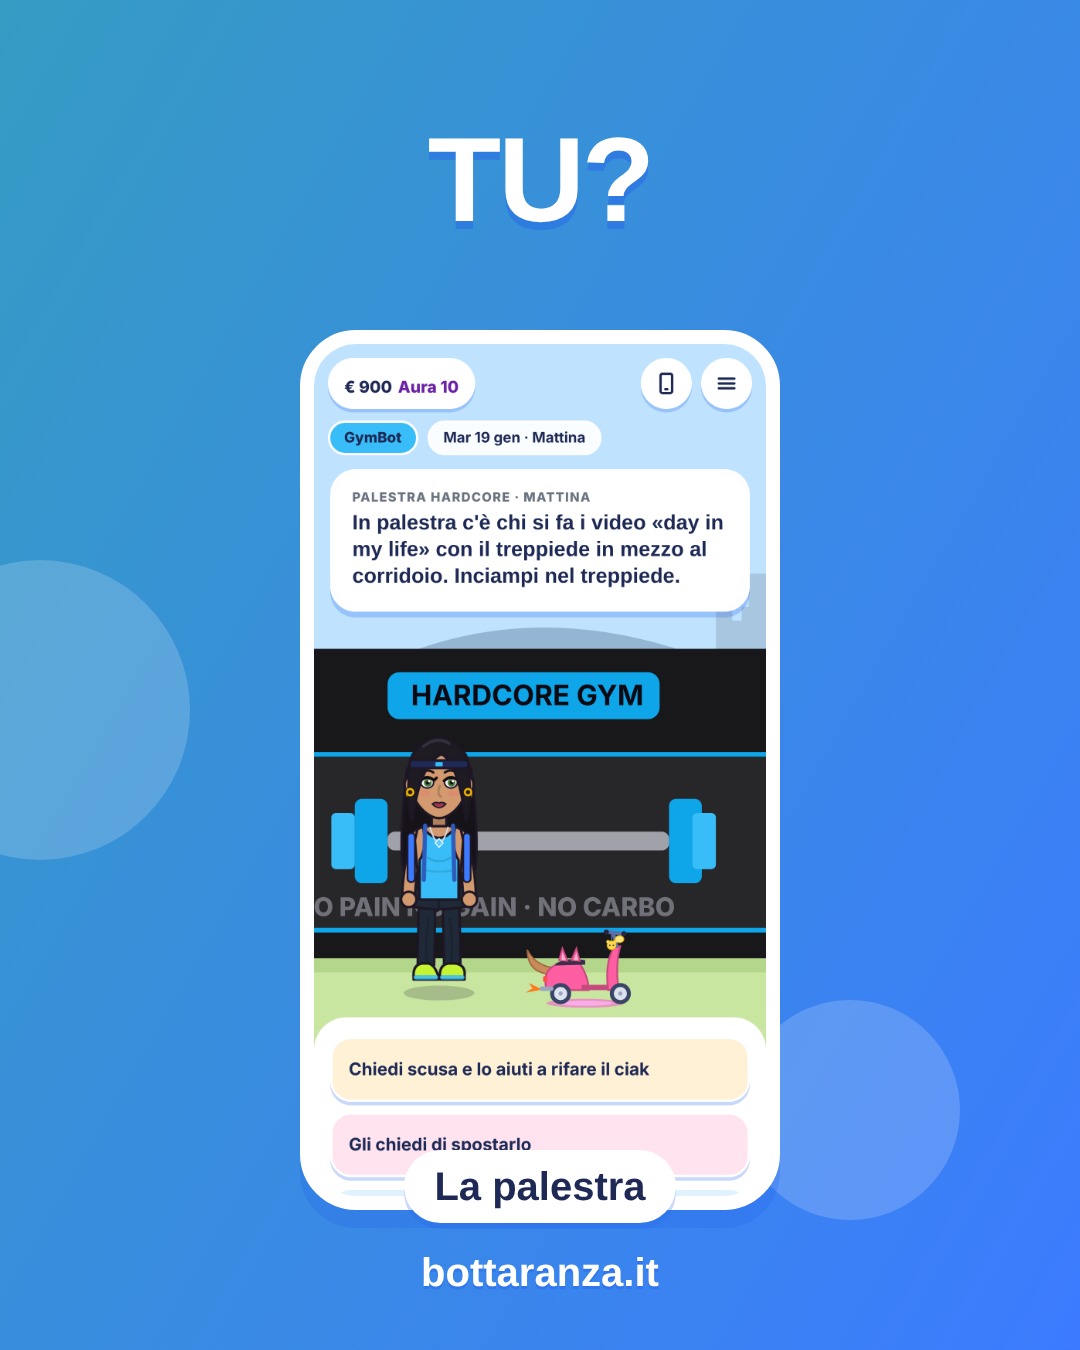 TU?
€ 900 Aura 10
GymBot
Mar 19 gen · Mattina
PALESTRA HARDCORE · MATTINA
In palestra c'è chi si fa i video «day in
my life» con il treppiede in mezzo al
corridoio. Inciampi nel treppiede.
HARDCORE GYM
O PAIN GAIN · NO CARBO
Chiedi scusa e lo aiuti a rifare il ciak
Gli chiedi di spostarlo
La palestra
bottaranza.it